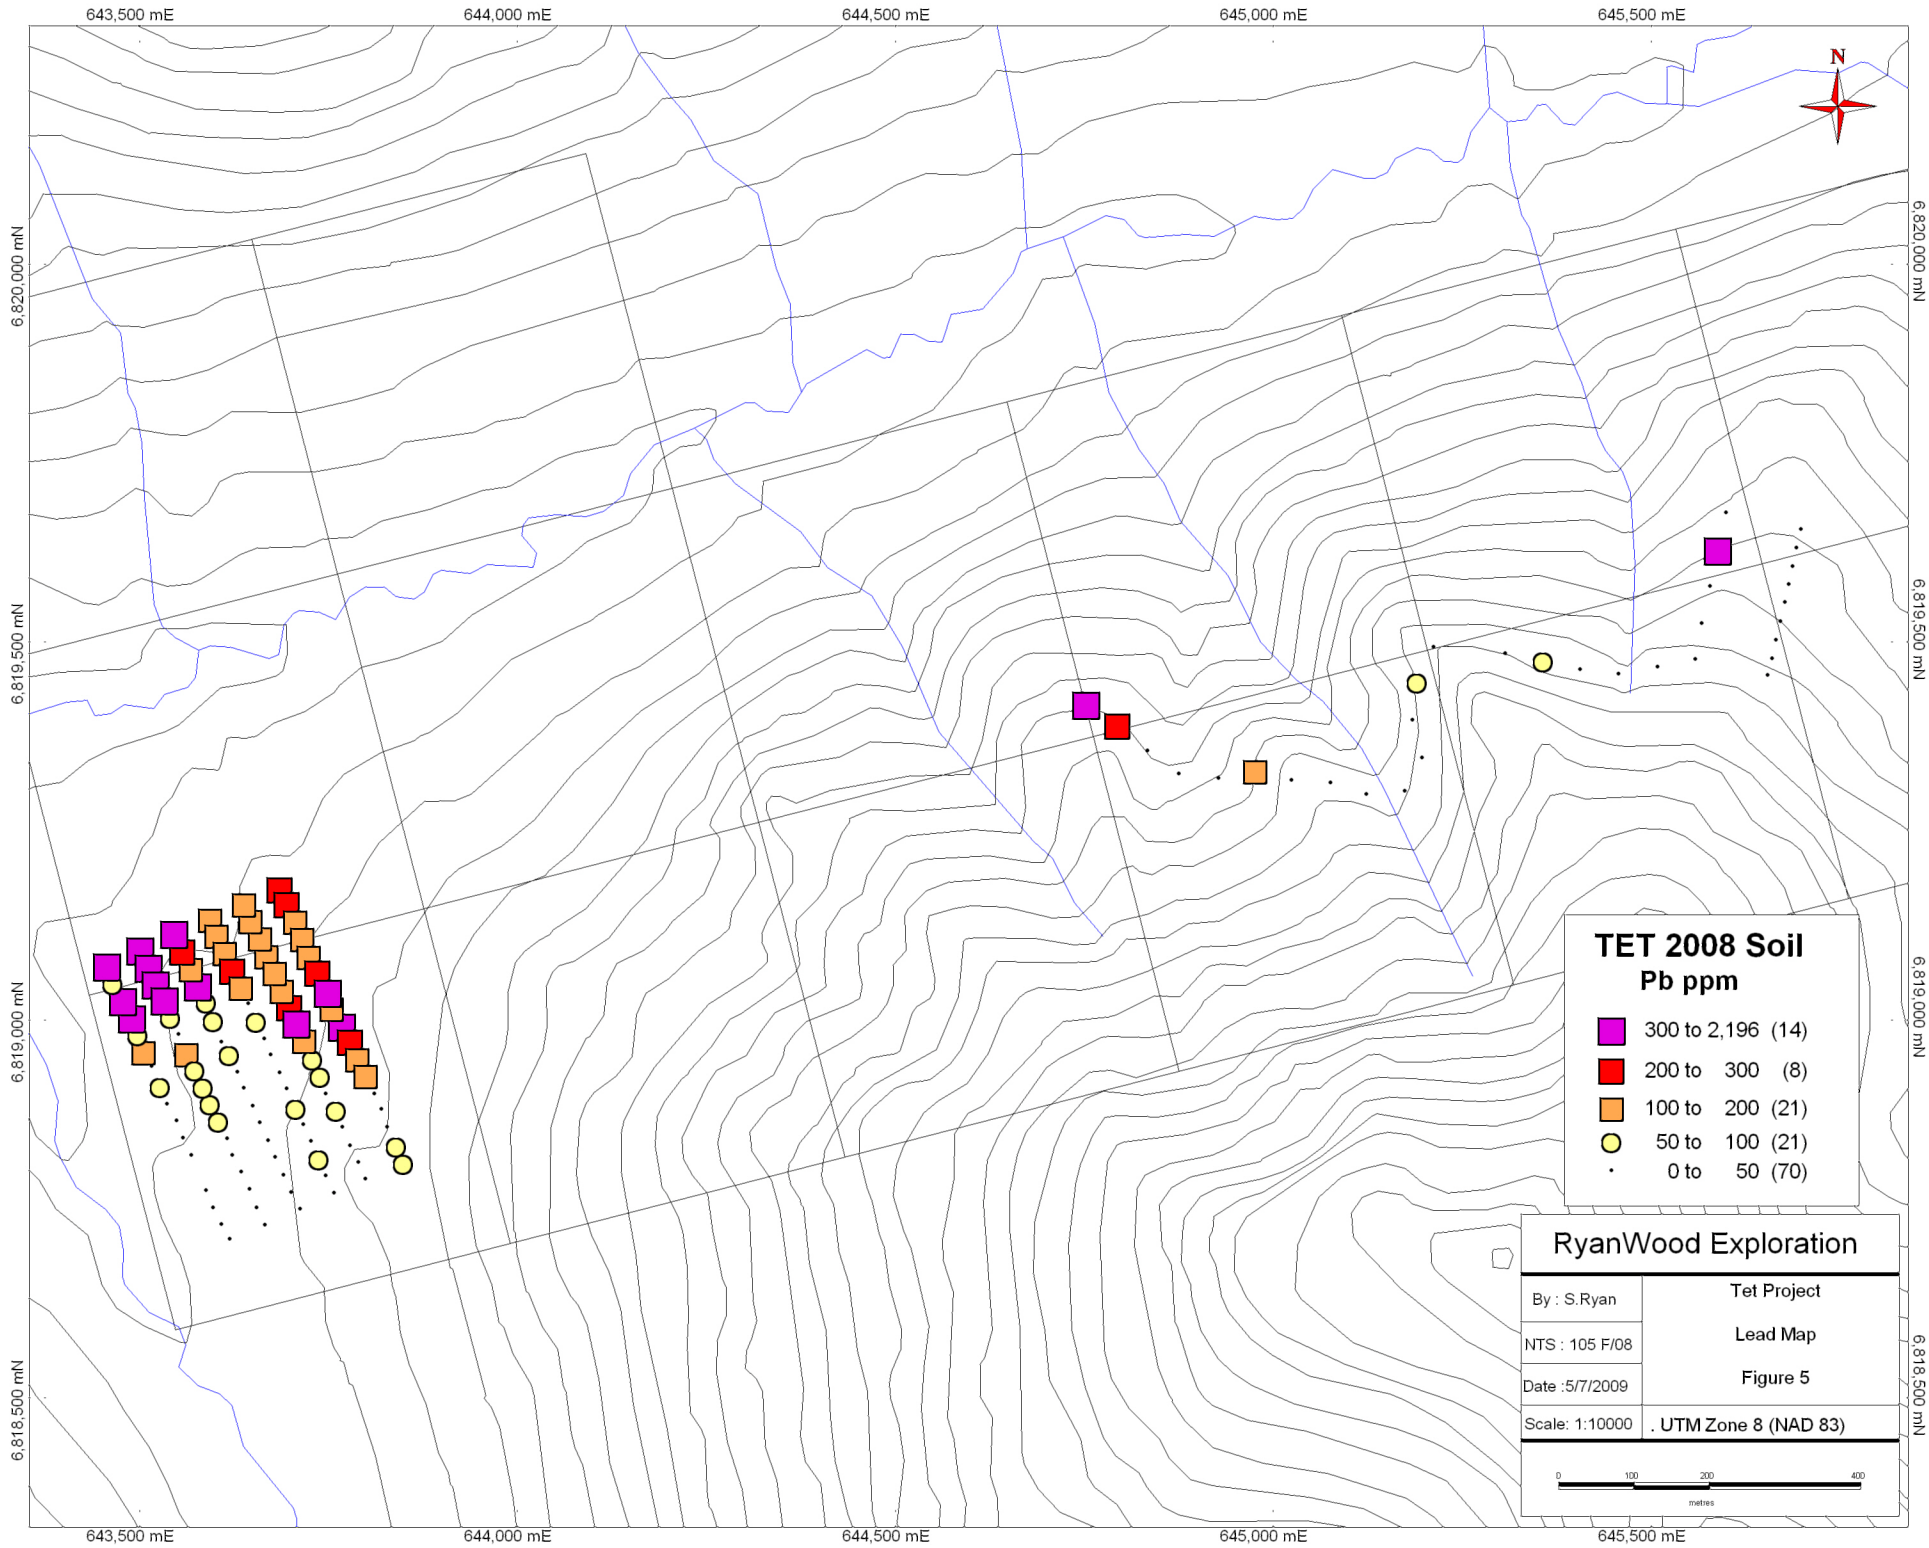 643,500 mE
644,000 mE
644,500 mE
645,000 mE
645,500 mE
N
6,820,000 mN
6,820,000 mN
6,819,500 mN
6,819,500 mN
6,819,000 mN
6,819,000 mN
6,818,500 mN
6,818,500 mN
TET 2008 Soil
Pb ppm
300 to 2,196 (14)
200 to 300 (8)
100 to 200 (21)
50 to 100 (21)
0 to 50 (70)
RyanWood Exploration
By : S.Ryan
Tet Project
NTS : 105 F/08
Lead Map
Date :5/7/2009
Figure 5
Scale: 1:10000
. UTM Zone 8 (NAD 83)
0 100 200 400
metres
643,500 mE
644,000 mE
644,500 mE
645,000 mE
645,500 mE